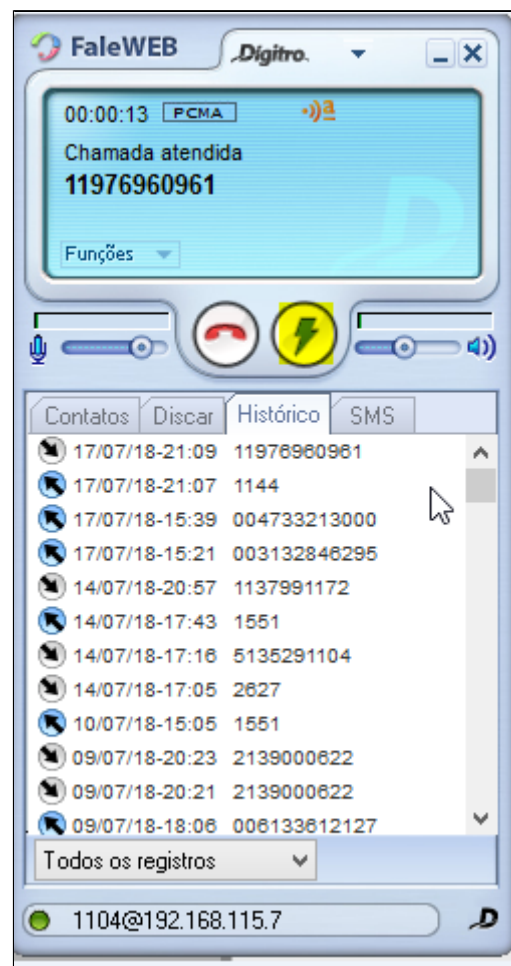 FaleWEB Dígitro.
00:00:13 PCMA a
Chamada atendida
11976960961
Funções
Contatos Discar Histórico SMS
17/07/18-21:09 11976960961
17/07/18-21:07 1144
17/07/18-15:39 004733213000
17/07/18-15:21 003132846295
14/07/18-20:57 1137991172
14/07/18-17:43 1551
14/07/18-17:16 5135291104
14/07/18-17:05 2627
10/07/18-15:05 1551
09/07/18-20:23 2139000622
09/07/18-20:21 2139000622
09/07/18-18:06 006133612127
Todos os registros
1104@192.168.115.7